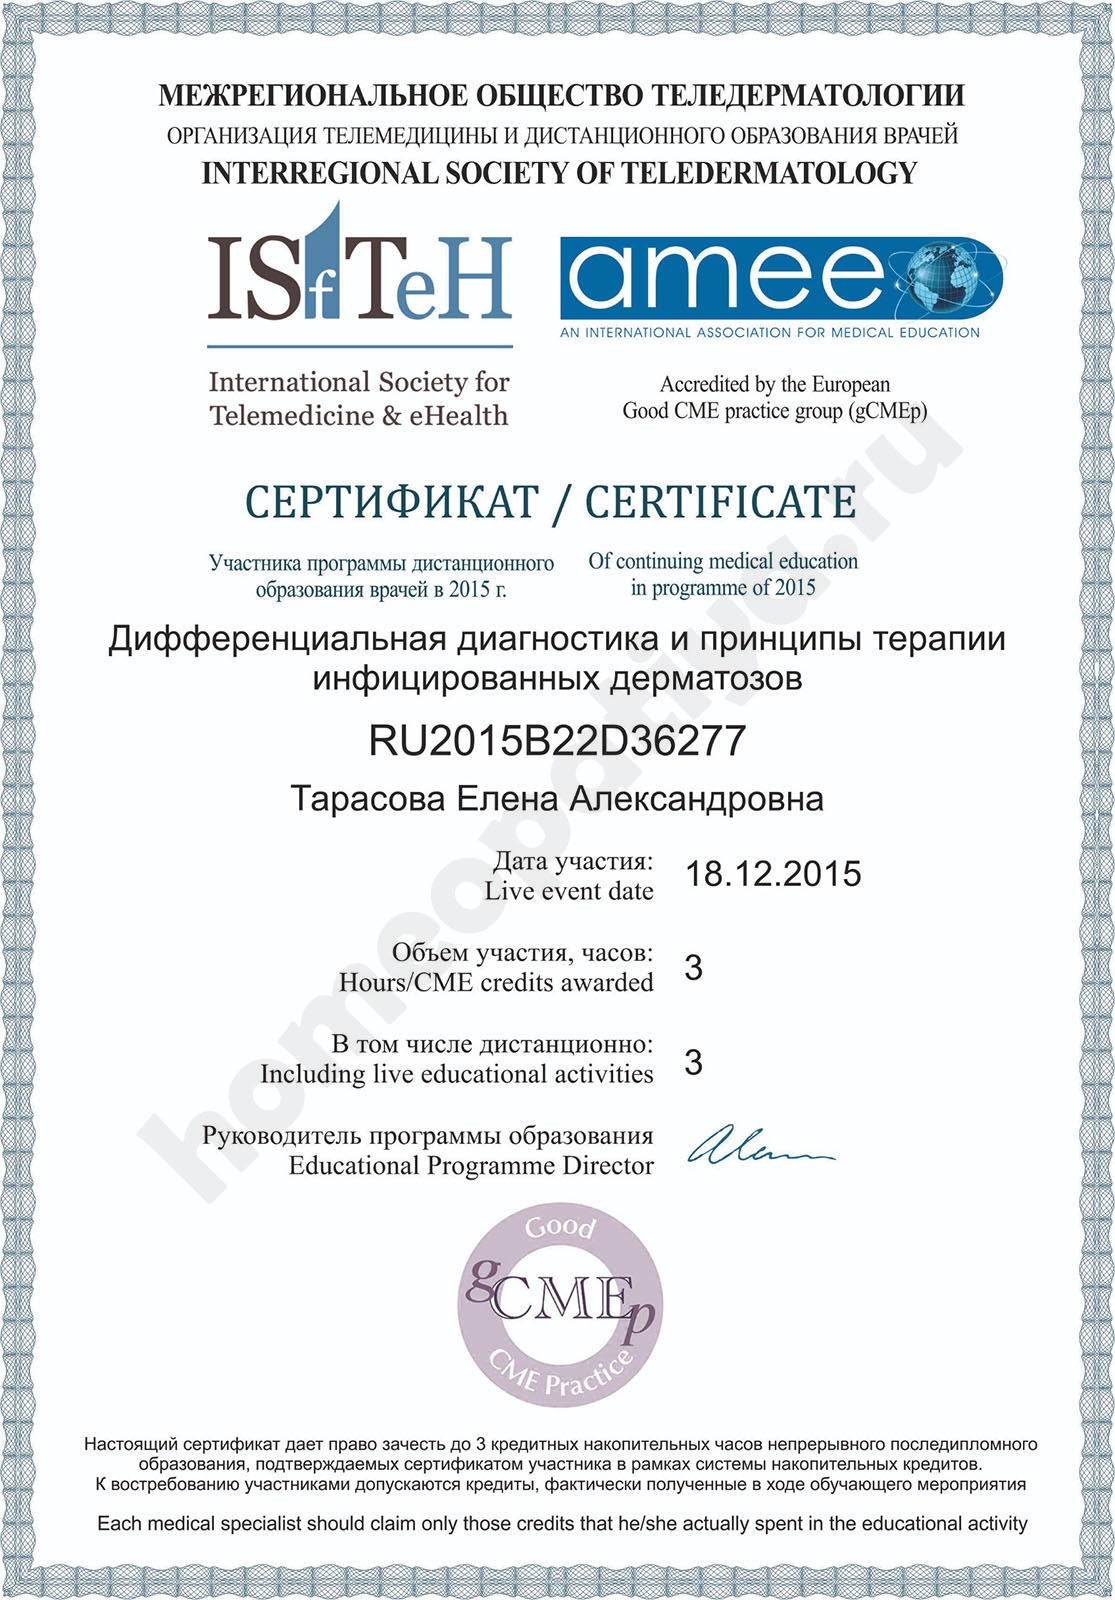 МЕЖРЕГИОНАЛЬНОЕ ОБЩЕСТВО ТЕЛЕДЕРМАТОЛОГИИ
ОРГАНИЗАЦИЯ ТЕЛЕМЕДИЦИНЫ И ДИСТАНЦИОННОГО ОБРАЗОВАНИЯ ВРАЧЕЙ
INTERREGIONAL SOCIETY OF TELEDERMATOLOGY
ISfTeH
International Society for
Telemedicine & eHealth
amee
AN INTERNATIONAL ASSOCIATION FOR MEDICAL EDUCATION
Accredited by the European
Good CME practice group (gCMEp)
СЕРТИФИКАТ / CERTIFICATE
Участника программы дистанционного
образования врачей в 2015 г.
Of continuing medical education
in programme of 2015
Дифференциальная диагностика и принципы терапии
инфицированных дерматозов
RU2015B22D36277
Тарасова Елена Александровна
Дата участия:
Live event date
18.12.2015
Объем участия, часов:
Hours/CME credits awarded
3
В том числе дистанционно:
Including live educational activities
3
Руководитель программы образования
Educational Programme Director
Good
gCMEp
CME Practice
Настоящий сертификат дает право зачесть до 3 кредитных накопительных часов непрерывного последипломного
образования, подтверждаемых сертификатом участника в рамках системы накопительных кредитов.
К востребованию участниками допускаются кредиты, фактически полученные в ходе обучающего мероприятия
Each medical specialist should claim only those credits that he/she actually spent in the educational activity
homeopatiya.ru